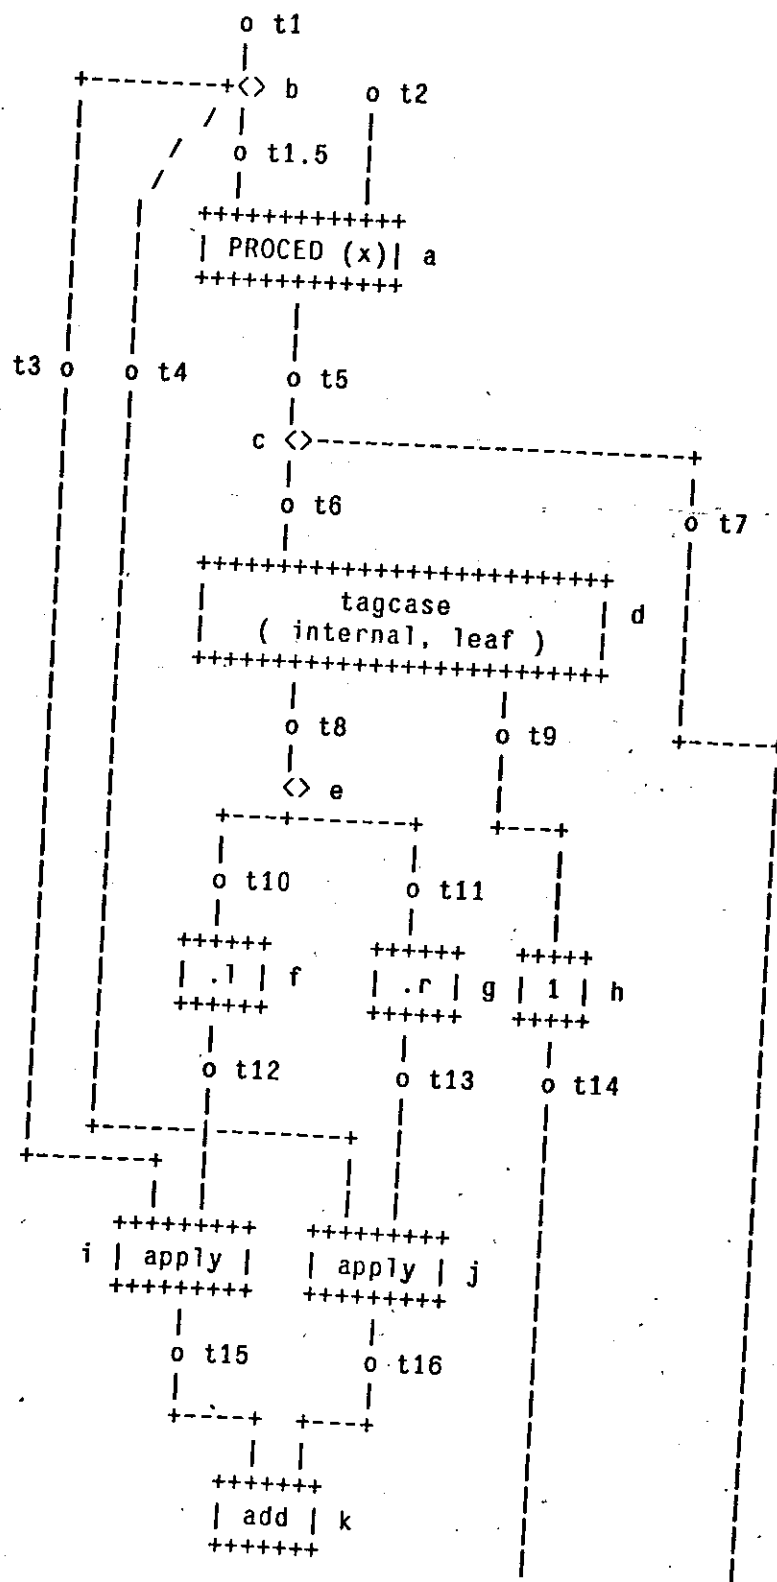 o t1
<> b o t2
o t1.5
PROCED (x) a
t3 o o t4 o t5
c <>
o t6 o t7
tagcase d
( internal, leaf )
o t8 o t9
<> e
o t10 o t11
.l f .r g 1 h
o t12 o t13 o t14
i apply apply j
o t15 o t16
add k